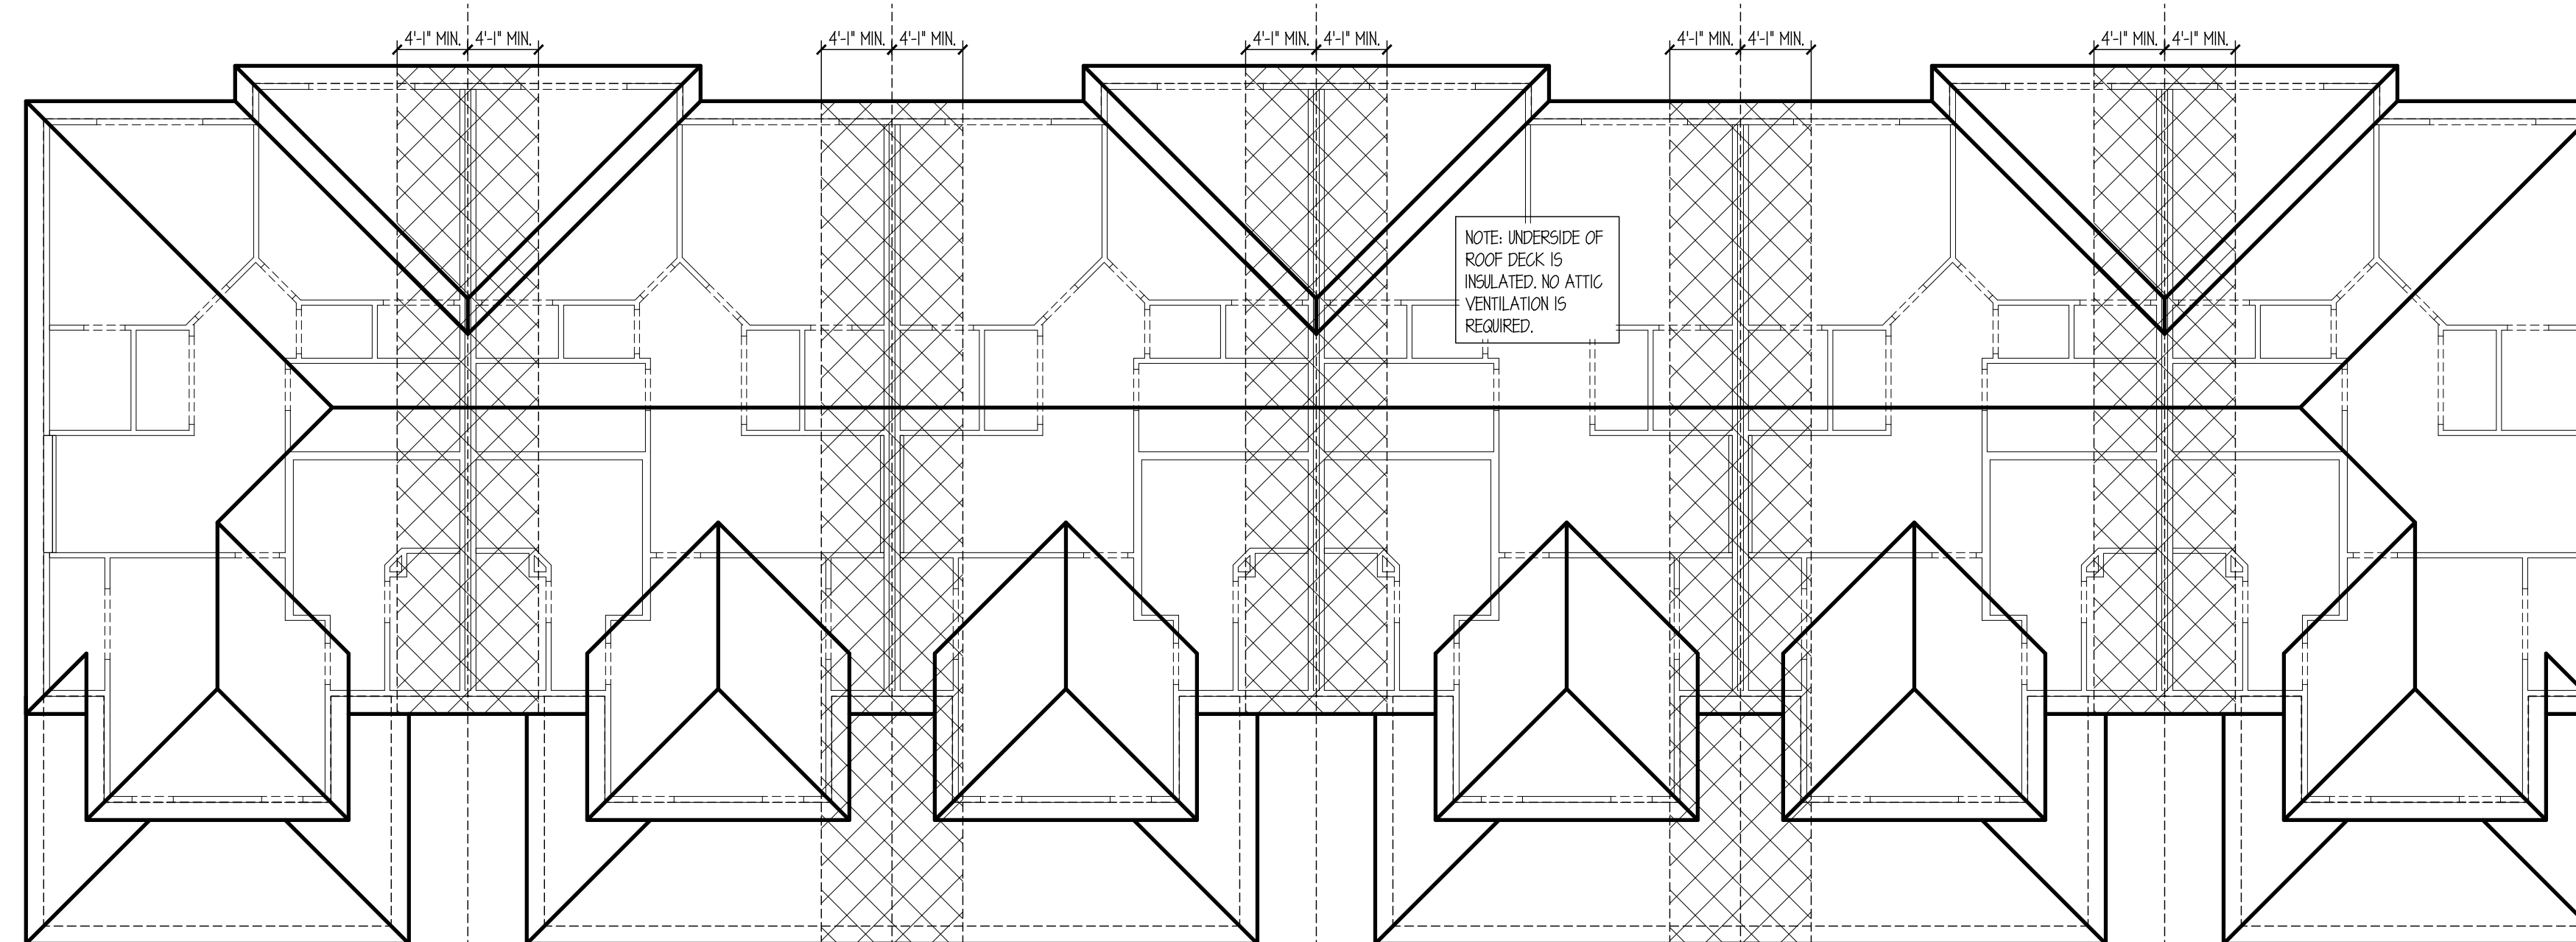 4'-1" MIN. 4'-1" MIN. 4'-1" MIN. 4'-1" MIN. 4'-1" MIN. 4'-1" MIN. 4'-1" MIN. 4'-1" MIN. 4'-1" MIN. 4'-1" MIN.
NOTE: UNDERSIDE OF
ROOF DECK IS
INSULATED. NO ATTIC
VENTILATION IS
REQUIRED.